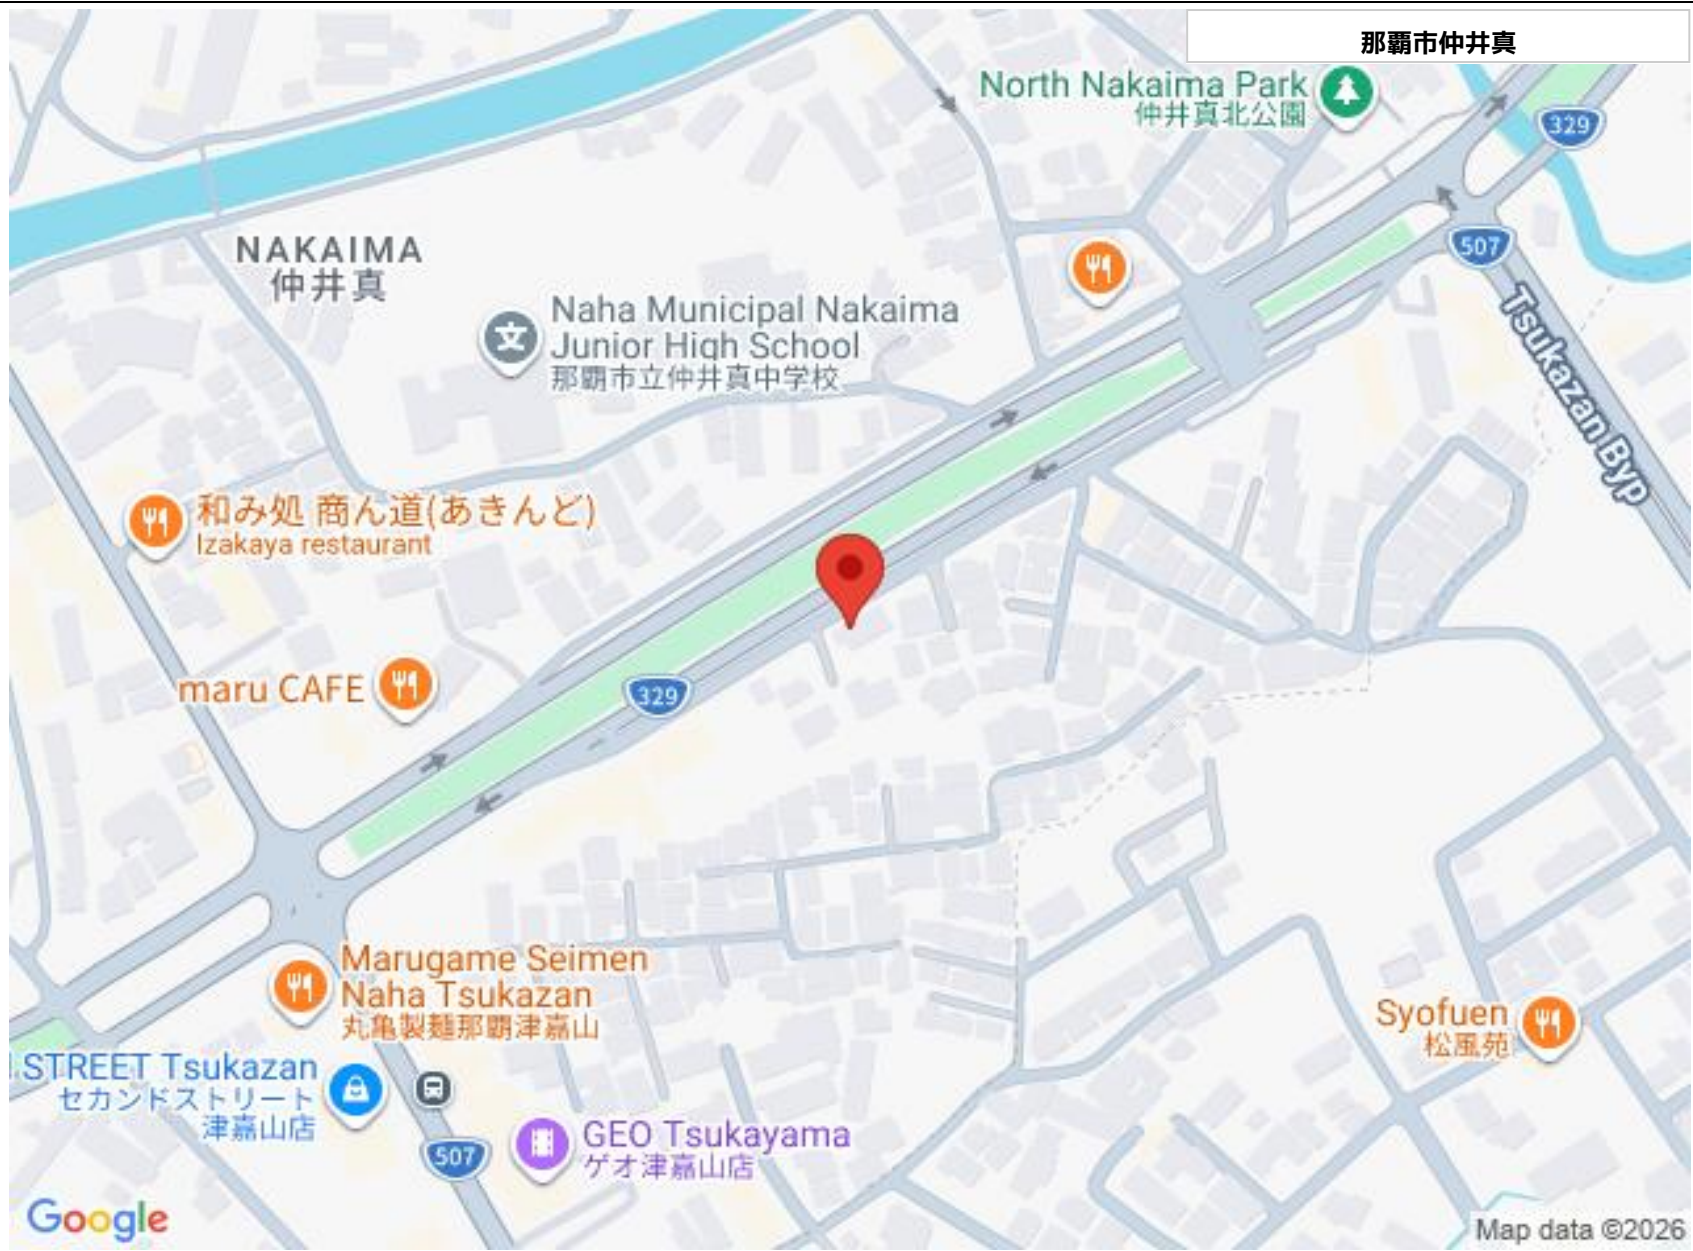 那覇市仲井真
North Nakaima Park
仲井真北公園
329
507
Tsukazan Byp
NAKAIMA
仲井真
Naha Municipal Nakaima
Junior High School
那覇市立仲井真中学校
和み処 商ん道(あきんど)
Izakaya restaurant
maru CAFE
329
Marugame Seimen
Naha Tsukazan
丸亀製麺那覇津嘉山
STREET Tsukazan
セカンドストリート
津嘉山店
507
GEO Tsukayama
ゲオ津嘉山店
Syofuen
松風苑
Google
Map data ©2026